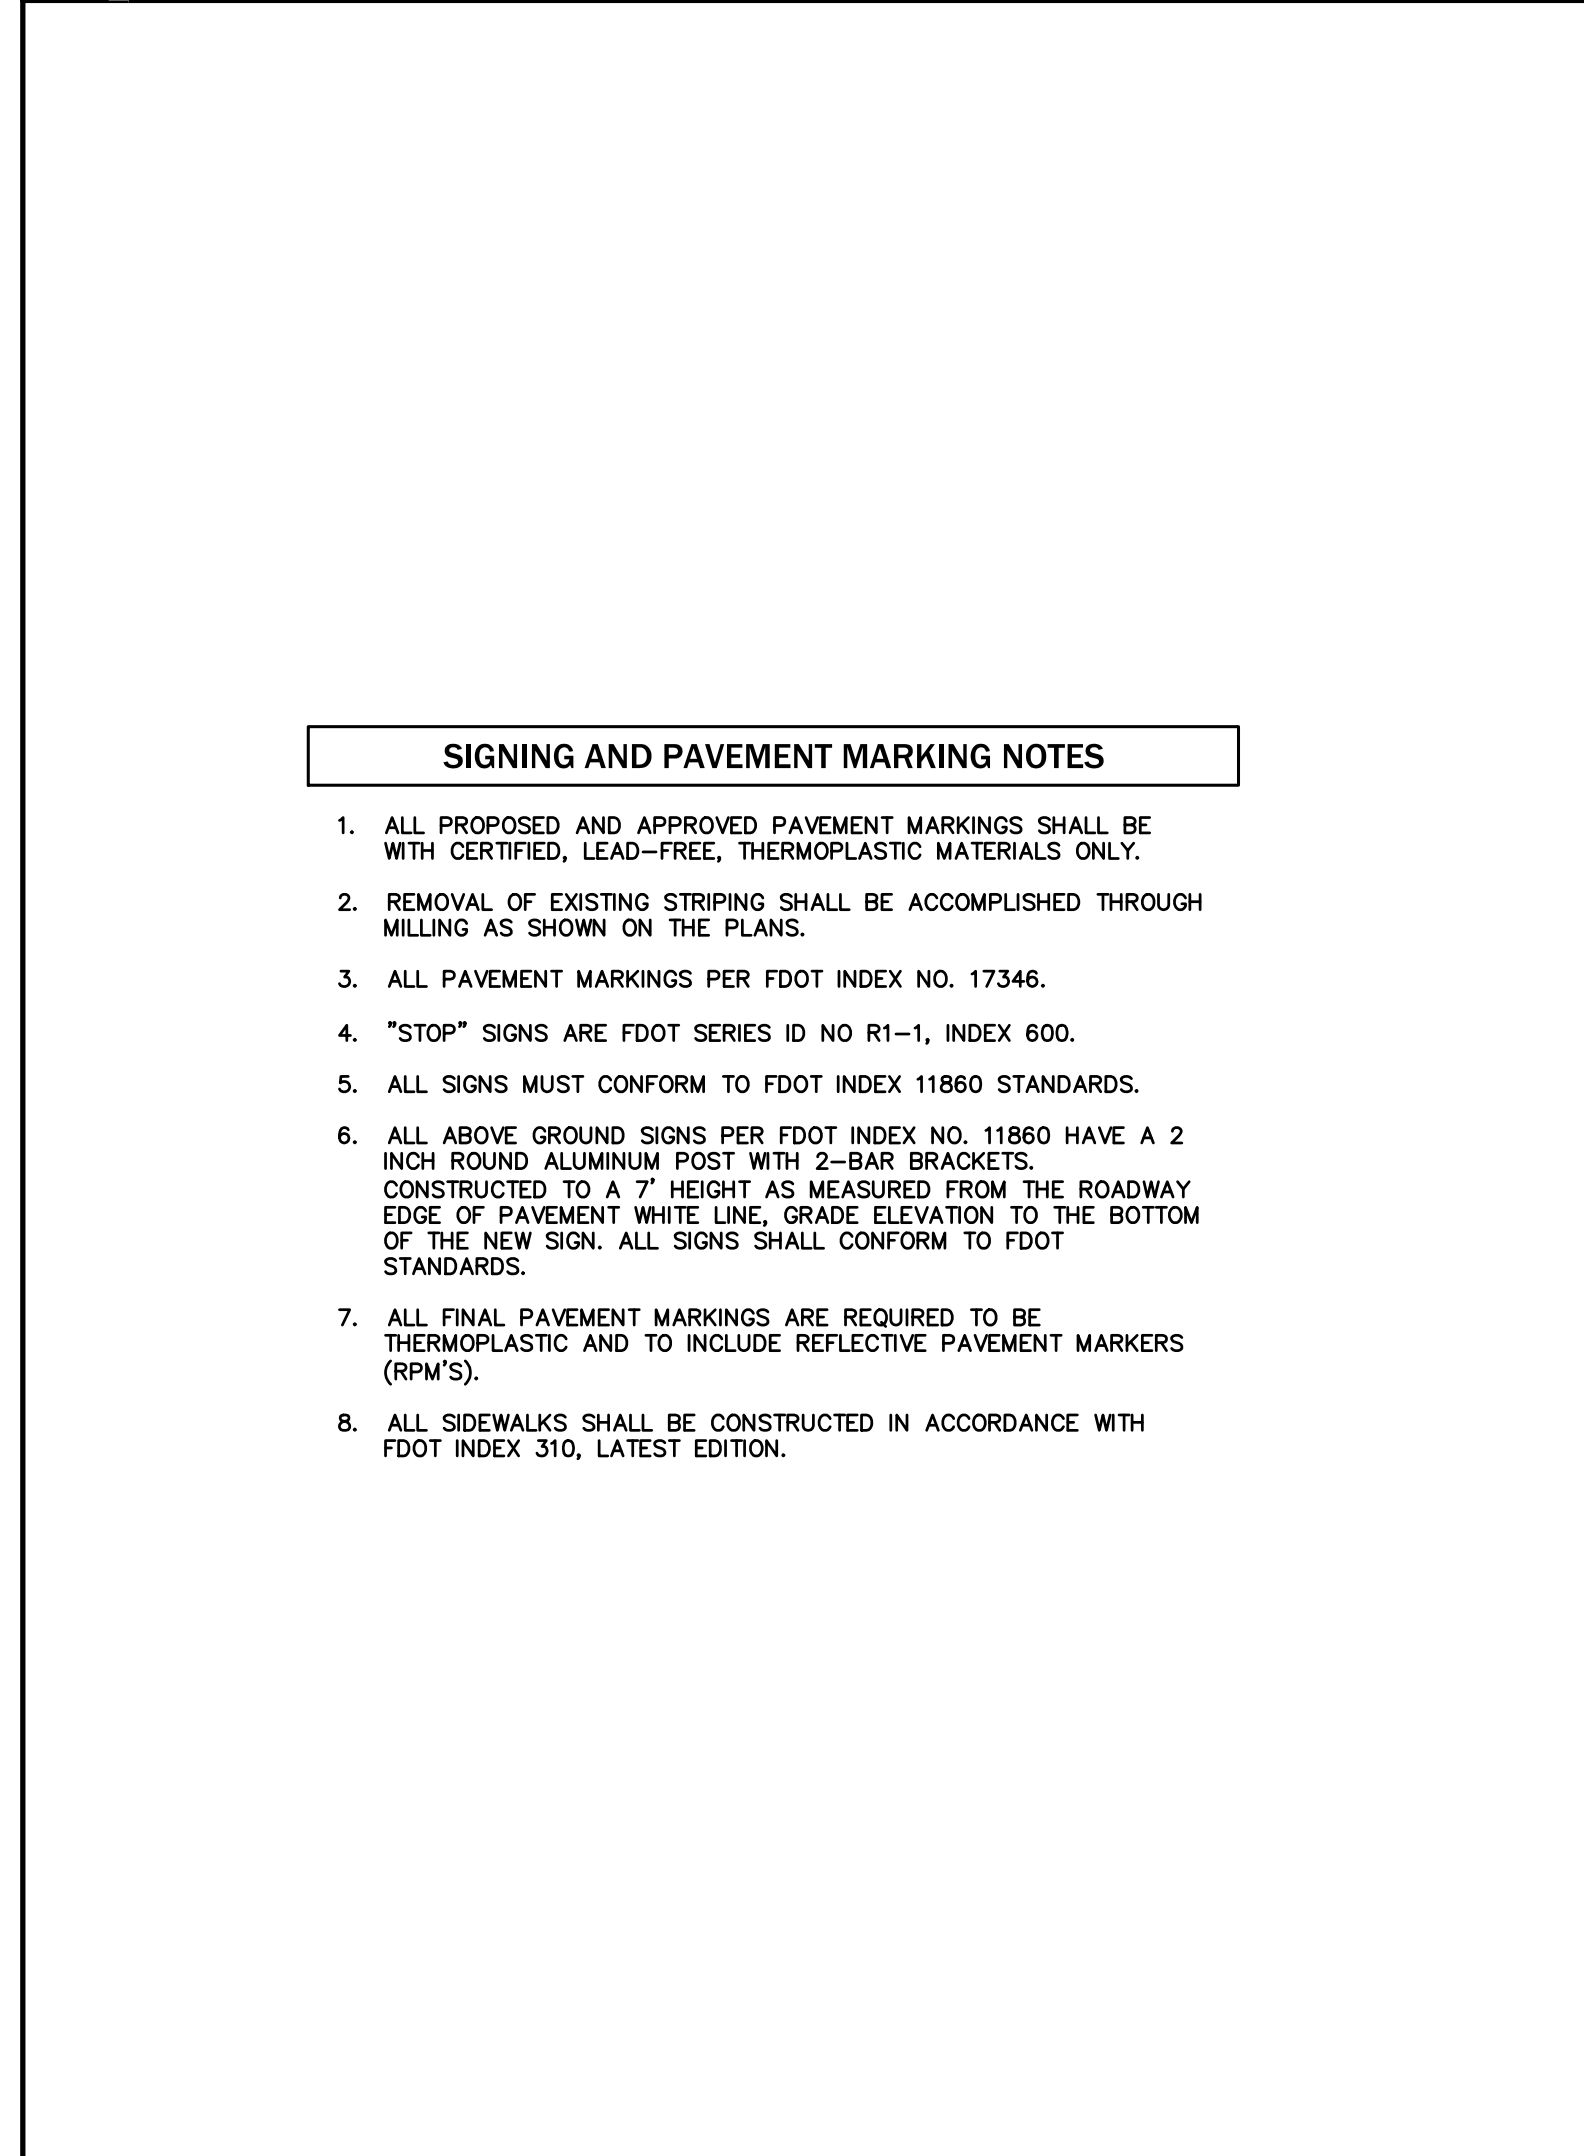 SIGNING AND PAVEMENT MARKING NOTES
1. ALL PROPOSED AND APPROVED PAVEMENT MARKINGS SHALL BE
WITH CERTIFIED, LEAD-FREE, THERMOPLASTIC MATERIALS ONLY.
2. REMOVAL OF EXISTING STRIPING SHALL BE ACCOMPLISHED THROUGH
MILLING AS SHOWN ON THE PLANS.
3. ALL PAVEMENT MARKINGS PER FDOT INDEX NO. 17346.
4. "STOP" SIGNS ARE FDOT SERIES ID NO R1-1, INDEX 600.
5. ALL SIGNS MUST CONFORM TO FDOT INDEX 11860 STANDARDS.
6. ALL ABOVE GROUND SIGNS PER FDOT INDEX NO. 11860 HAVE A 2
INCH ROUND ALUMINUM POST WITH 2-BAR BRACKETS.
CONSTRUCTED TO A 7' HEIGHT AS MEASURED FROM THE ROADWAY
EDGE OF PAVEMENT WHITE LINE, GRADE ELEVATION TO THE BOTTOM
OF THE NEW SIGN. ALL SIGNS SHALL CONFORM TO FDOT
STANDARDS.
7. ALL FINAL PAVEMENT MARKINGS ARE REQUIRED TO BE
THERMOPLASTIC AND TO INCLUDE REFLECTIVE PAVEMENT MARKERS
(RPM'S).
8. ALL SIDEWALKS SHALL BE CONSTRUCTED IN ACCORDANCE WITH
FDOT INDEX 310, LATEST EDITION.